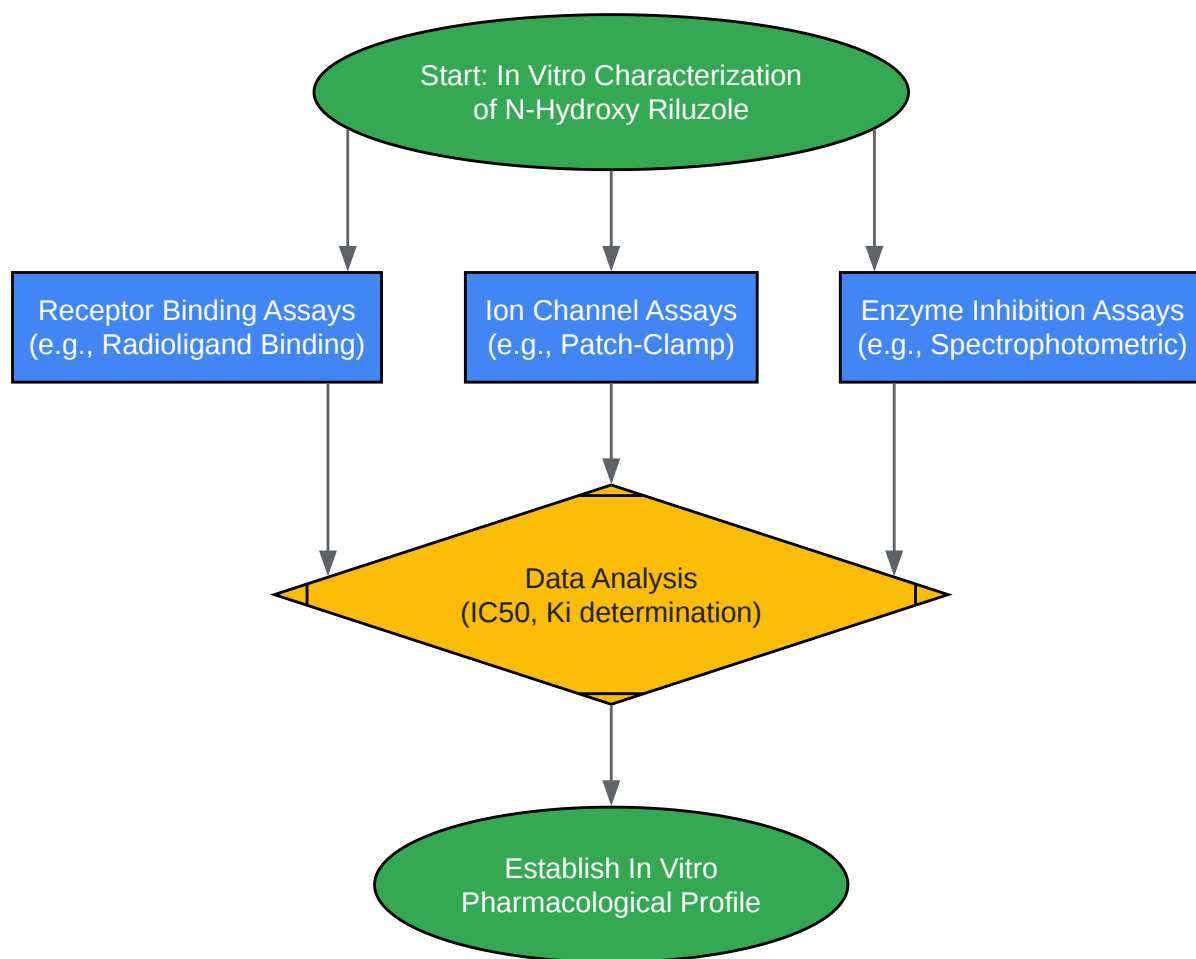 Start: In Vitro Characterization
of N-Hydroxy Riluzole
Receptor Binding Assays
(e.g., Radioligand Binding)
Ion Channel Assays
(e.g., Patch-Clamp)
Enzyme Inhibition Assays
(e.g., Spectrophotometric)
Data Analysis
(IC50, Ki determination)
Establish In Vitro
Pharmacological Profile